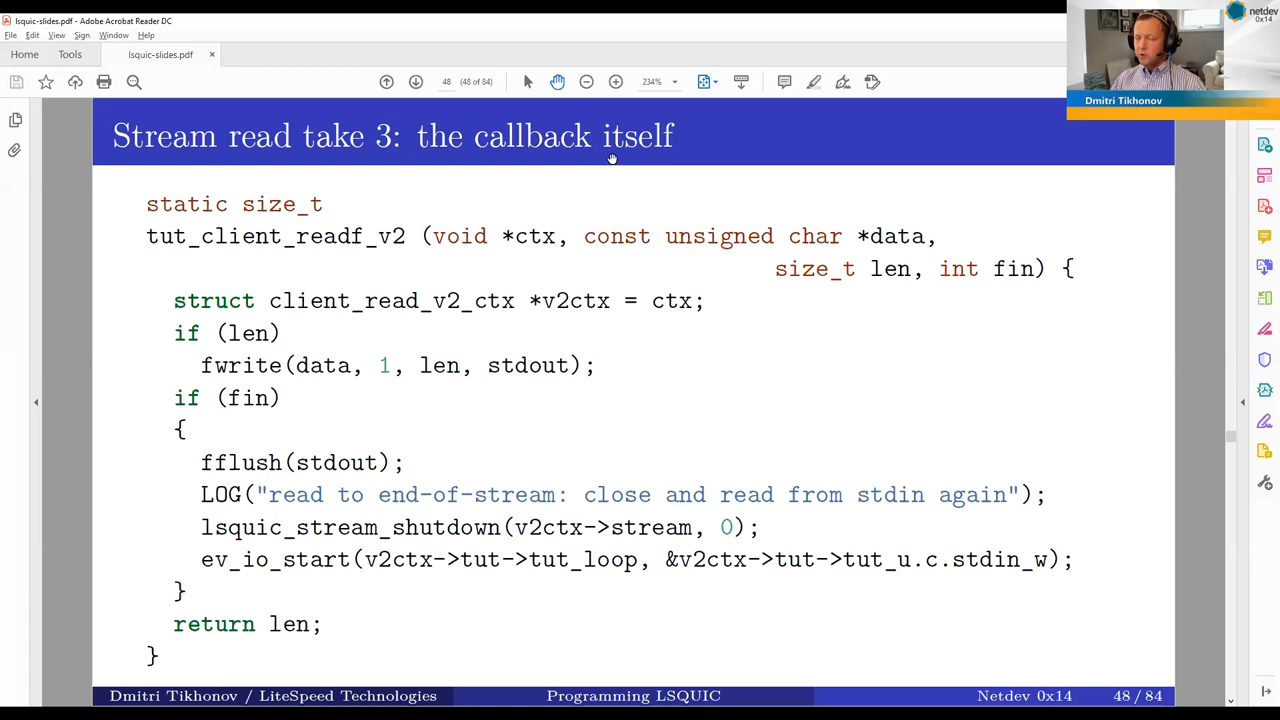 lsquic-slides.pdf - Adobe Acrobat Reader DC
File Edit View Sign Window Help
Home Tools lsquic-slides.pdf ×
48 (48 of 84) 234%
netdev
0x14
Dmitri Tikhonov
Stream read take 3: the callback itself
static size_t
tut_client_readf_v2 (void *ctx, const unsigned char *data,
size_t len, int fin) {
struct client_read_v2_ctx *v2ctx = ctx;
if (len)
fwrite(data, 1, len, stdout);
if (fin)
{
fflush(stdout);
LOG("read to end-of-stream: close and read from stdin again");
lsquic_stream_shutdown(v2ctx->stream, 0);
ev_io_start(v2ctx->tut->tut_loop, &v2ctx->tut->tut_u.c.stdin_w);
}
return len;
}
Dmitri Tikhonov / LiteSpeed Technologies Programming LSQUIC Netdev 0x14 48 / 84